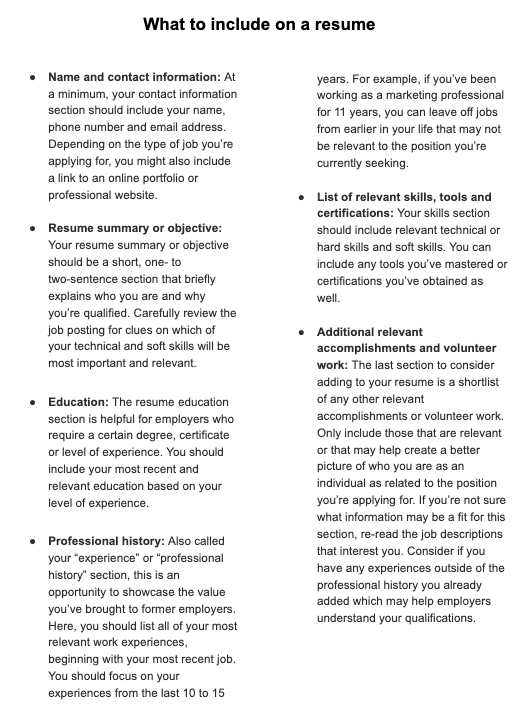 What to include on a resume
● Name and contact information: At
a minimum, your contact information
section should include your name,
phone number and email address.
Depending on the type of job you’re
applying for, you might also include
a link to an online portfolio or
professional website.
● Resume summary or objective:
Your resume summary or objective
should be a short, one- to
two-sentence section that briefly
explains who you are and why
you’re qualified. Carefully review the
job posting for clues on which of
your technical and soft skills will be
most important and relevant.
● Education: The resume education
section is helpful for employers who
require a certain degree, certificate
or level of experience. You should
include your most recent and
relevant education based on your
level of experience.
● Professional history: Also called
your “experience” or “professional
history” section, this is an
opportunity to showcase the value
you’ve brought to former employers.
Here, you should list all of your most
relevant work experiences,
beginning with your most recent job.
You should focus on your
experiences from the last 10 to 15
years. For example, if you’ve been
working as a marketing professional
for 11 years, you can leave off jobs
from earlier in your life that may not
be relevant to the position you’re
currently seeking.
● List of relevant skills, tools and
certifications: Your skills section
should include relevant technical or
hard skills and soft skills. You can
include any tools you’ve mastered or
certifications you’ve obtained as
well.
● Additional relevant
accomplishments and volunteer
work: The last section to consider
adding to your resume is a shortlist
of any other relevant
accomplishments or volunteer work.
Only include those that are relevant
or that may help create a better
picture of who you are as an
individual as related to the position
you’re applying for. If you’re not sure
what information may be a fit for this
section, re-read the job descriptions
that interest you. Consider if you
have any experiences outside of the
professional history you already
added which may help employers
understand your qualifications.